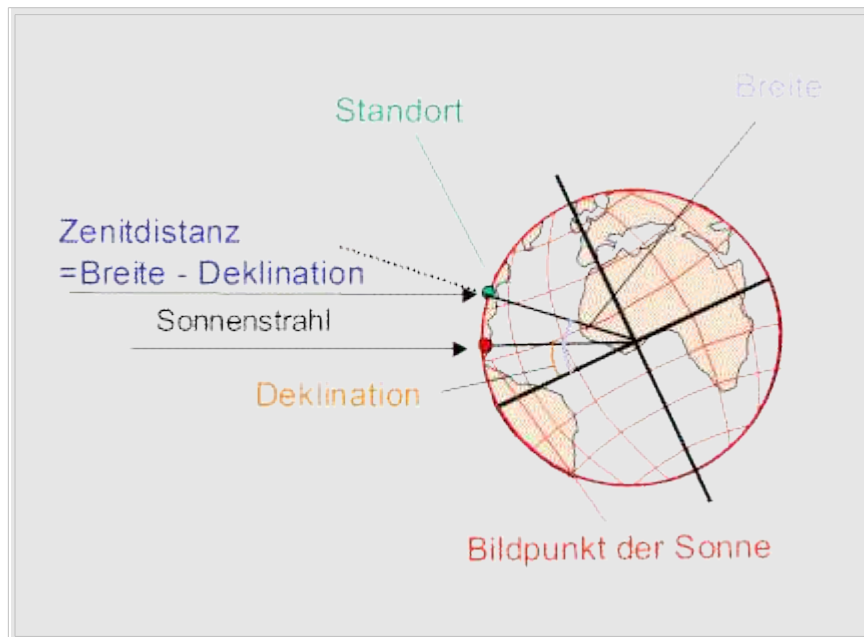 Breite
Standort
Zenitdistanz
=Breite - Deklination
Sonnenstrahl
Deklination
Bildpunkt der Sonne